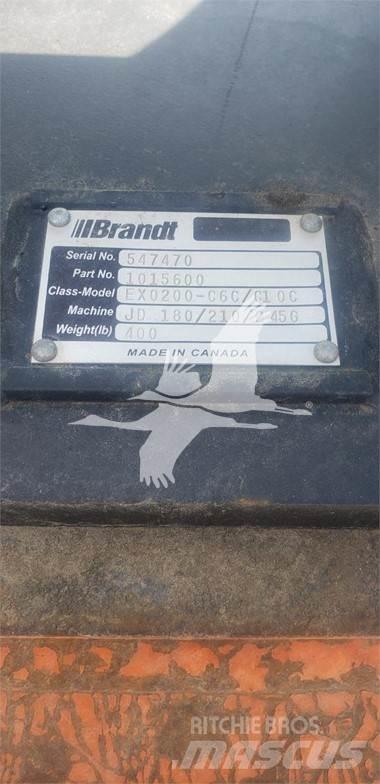 Brandt
Serial No. 547470
Part No. 1015600
Class-Model EX0200-C6C/G10C
Machine JD.180/210/245G
Weight(lb) 400
MADE IN CANADA
®
RITCHIE BROS.
MASCUS